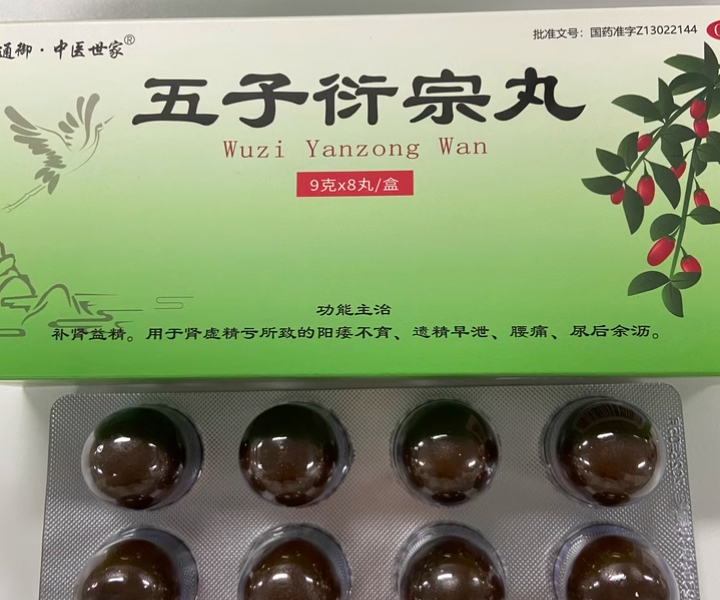 通御·中医世家®
批准文号：国药准字Z13022144
五子衍宗丸
Wuzi Yanzong Wan
9克x8丸/盒
功能主治
补肾益精。用于肾虚精亏所致的阳痿不育、遗精早泄、腰痛、尿后余沥。